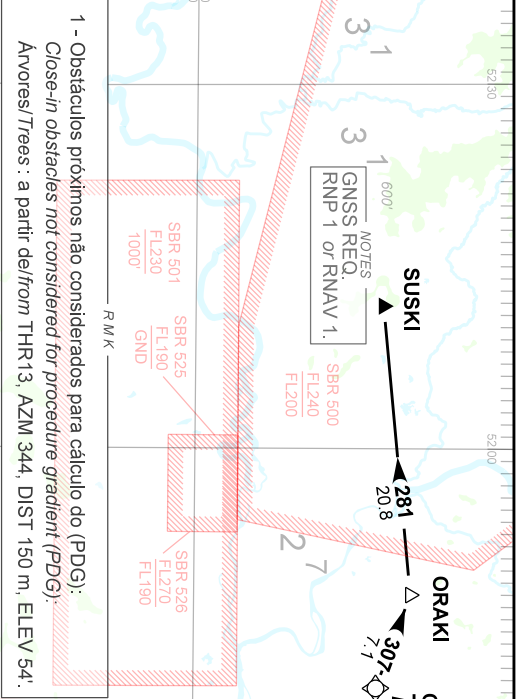 5230
5200
3 1
3 1
600'
NOTES
GNSS REQ.
RNP 1 or RNAV 1.
SUSKI
ORAKI
281
20.8
307
7.1
SBR 500
FL240
FL200
2 7
SBR 501
FL230
1000'
SBR 525
FL190
GND
SBR 526
FL270
FL190
RMK
1 - Obstáculos próximos não considerados para cálculo do (PDG):
Close-in obstacles not considered for procedure gradient (PDG):
Árvores/Trees : a partir de/from THR13, AZM 344, DIST 150 m, ELEV 54'.